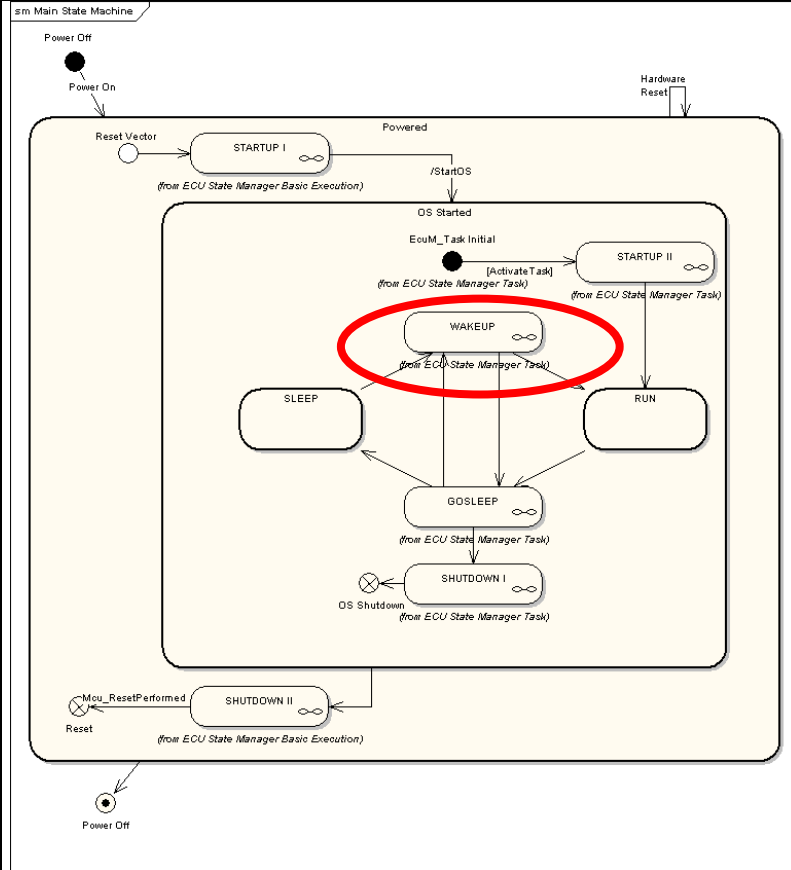 sm Main State Machine
Power Off
Power On
Hardware
Reset
Powered
Reset Vector
STARTUP I
(from ECU State Manager Basic Execution)
/StartOS
OS Started
EcuM_Task Initial
[ActivateTask]
(from ECU State Manager Task)
STARTUP II
(from ECU State Manager Task)
WAKEUP
(from ECU State Manager Task)
SLEEP
RUN
GOSLEEP
(from ECU State Manager Task)
SHUTDOWN I
OS Shutdown
(from ECU State Manager Task)
Mcu_ResetPerformed
SHUTDOWN II
Reset
(from ECU State Manager Basic Execution)
Power Off